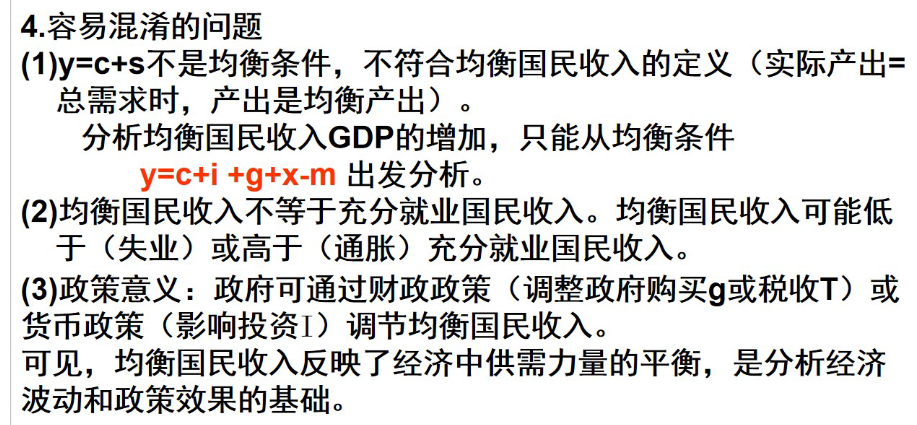 4.容易混淆的问题
(1)y=c+s不是均衡条件，不符合均衡国民收入的定义（实际产出=
总需求时，产出是均衡产出）。
分析均衡国民收入GDP的增加，只能从均衡条件
y=c+i +g+x-m 出发分析。
(2)均衡国民收入不等于充分就业国民收入。均衡国民收入可能低
于（失业）或高于（通胀）充分就业国民收入。
(3)政策意义：政府可通过财政政策（调整政府购买g或税收T）或
货币政策（影响投资I）调节均衡国民收入。
可见，均衡国民收入反映了经济中供需力量的平衡，是分析经济
波动和政策效果的基础。